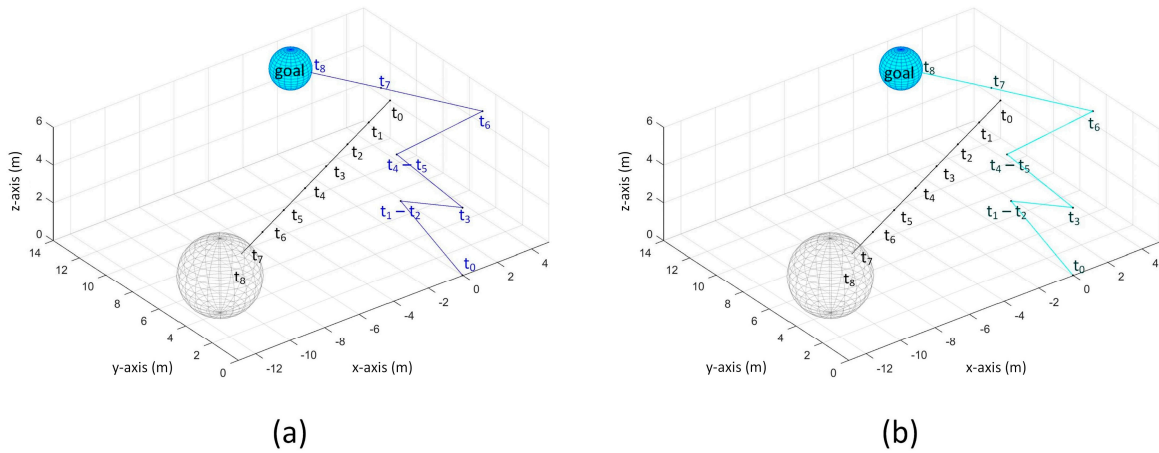 goal
t₈
t₇
t₀
t₆
t₁
t₂
t₃
t₄ – t₅
t₄
t₅
t₁ – t₂
t₃
t₆
t₇
t₈
t₀
z-axis (m)
6
4
2
0
14
12
10
8
6
4
2
0
y-axis (m)
-12
-10
-8
-6
-4
-2
0
2
4
x-axis (m)
(a)
goal
t₈
t₇
t₀
t₆
t₁
t₂
t₃
t₄ – t₅
t₄
t₅
t₁ – t₂
t₃
t₆
t₇
t₈
t₀
z-axis (m)
6
4
2
0
14
12
10
8
6
4
2
0
y-axis (m)
-12
-10
-8
-6
-4
-2
0
2
4
x-axis (m)
(b)